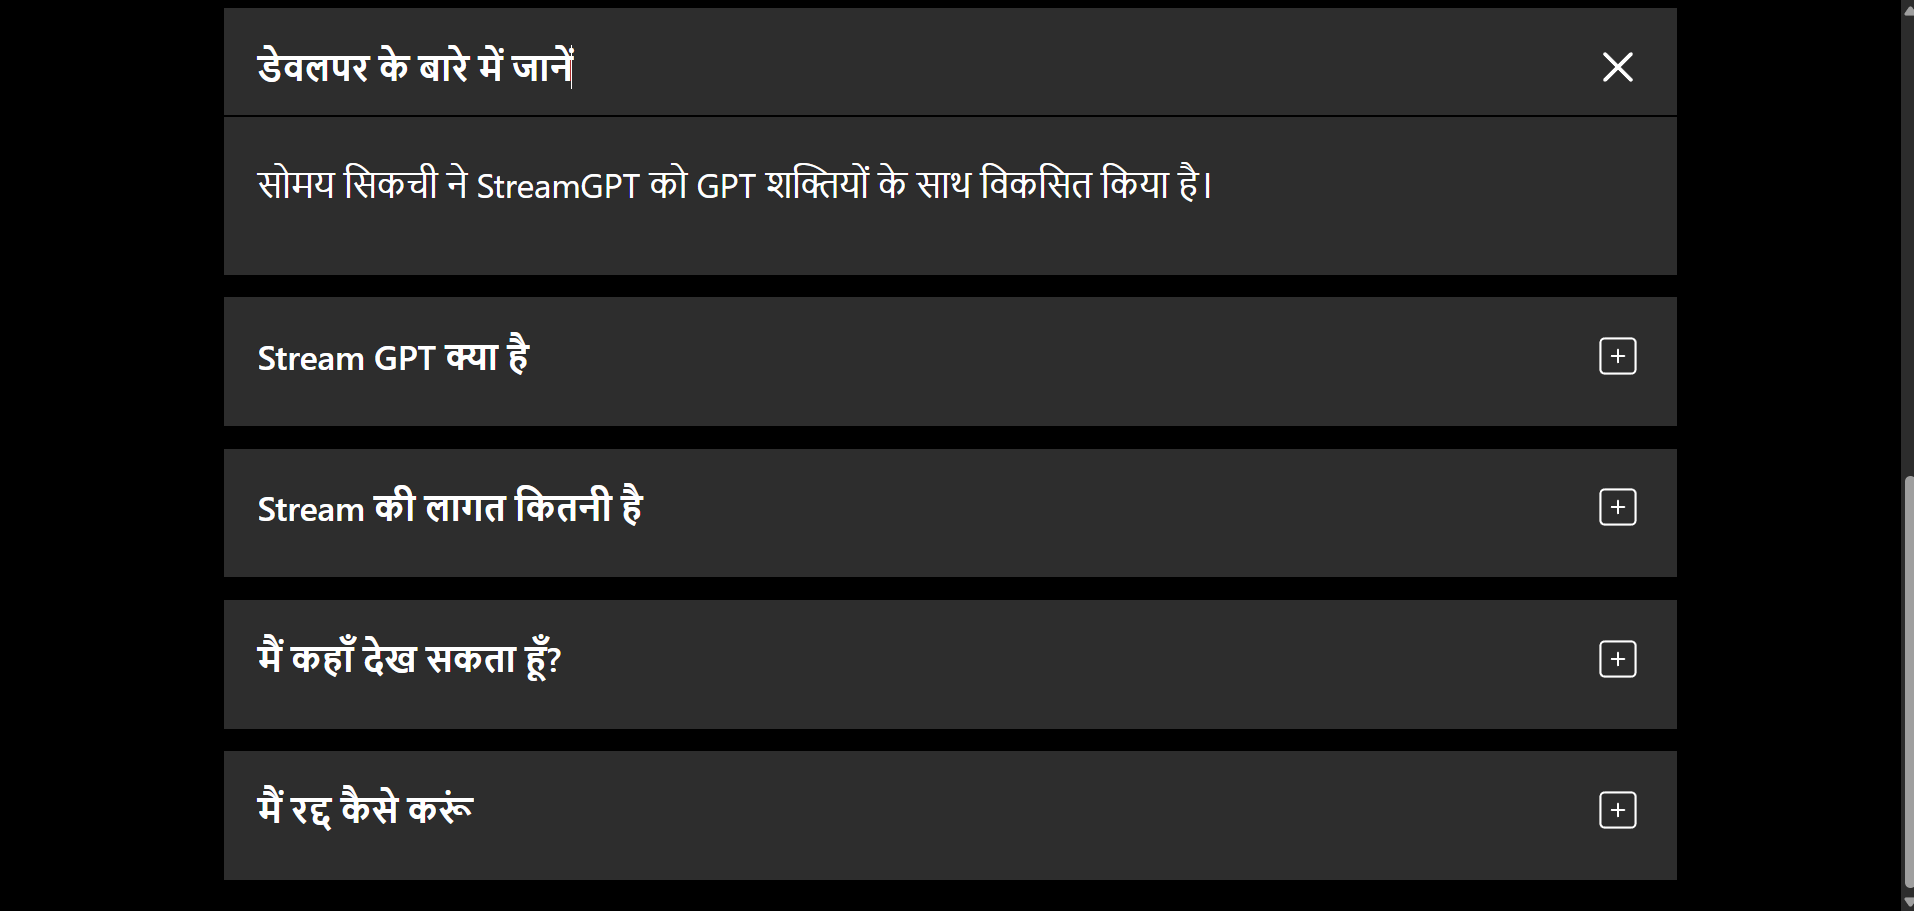 डेवलपर के बारे में जानें
सोमय सिकची ने StreamGPT को GPT शक्तियों के साथ विकसित किया है।
Stream GPT क्या है
Stream की लागत कितनी है
मैं कहाँ देख सकता हूँ?
मैं रद्द कैसे करूं